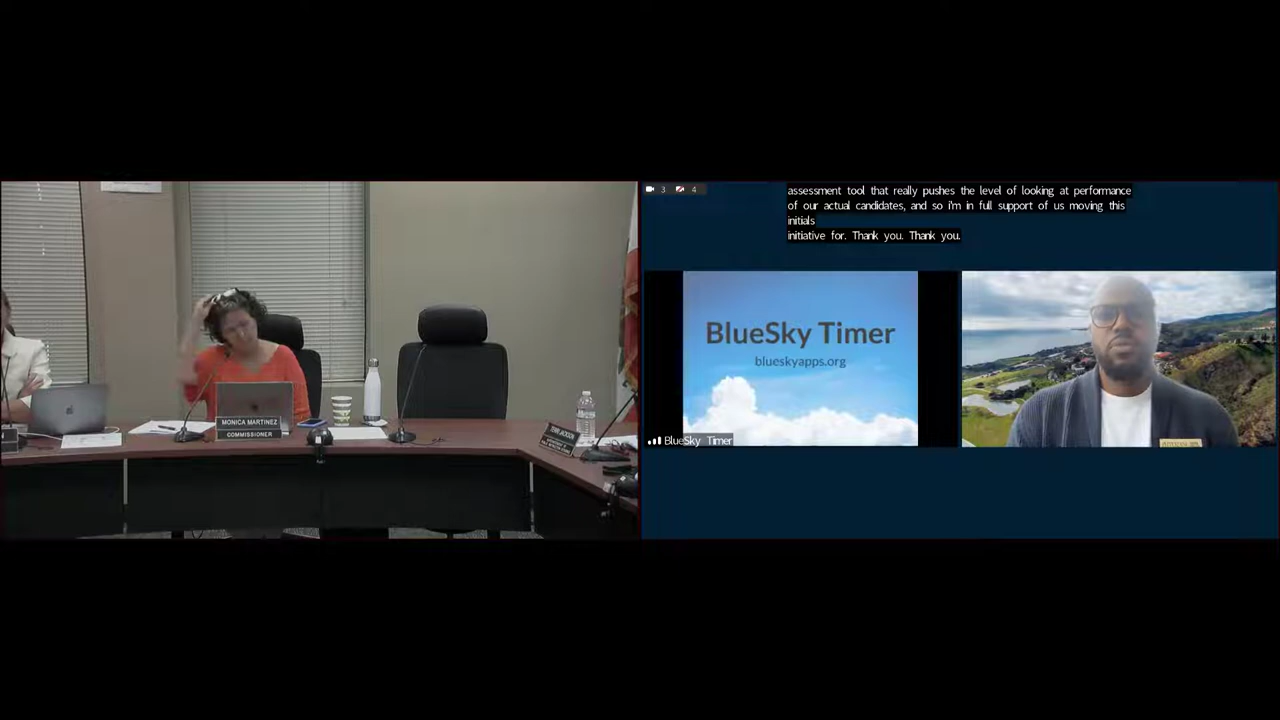 MONICA MARTINEZ
COMMISSIONER
3 4
assessment tool that really pushes the level of looking at performance
of our actual candidates, and so i'm in full support of us moving this
initials
initiative for. Thank you. Thank you.
BlueSky Timer
blueskyapps.org
BlueSky Timer